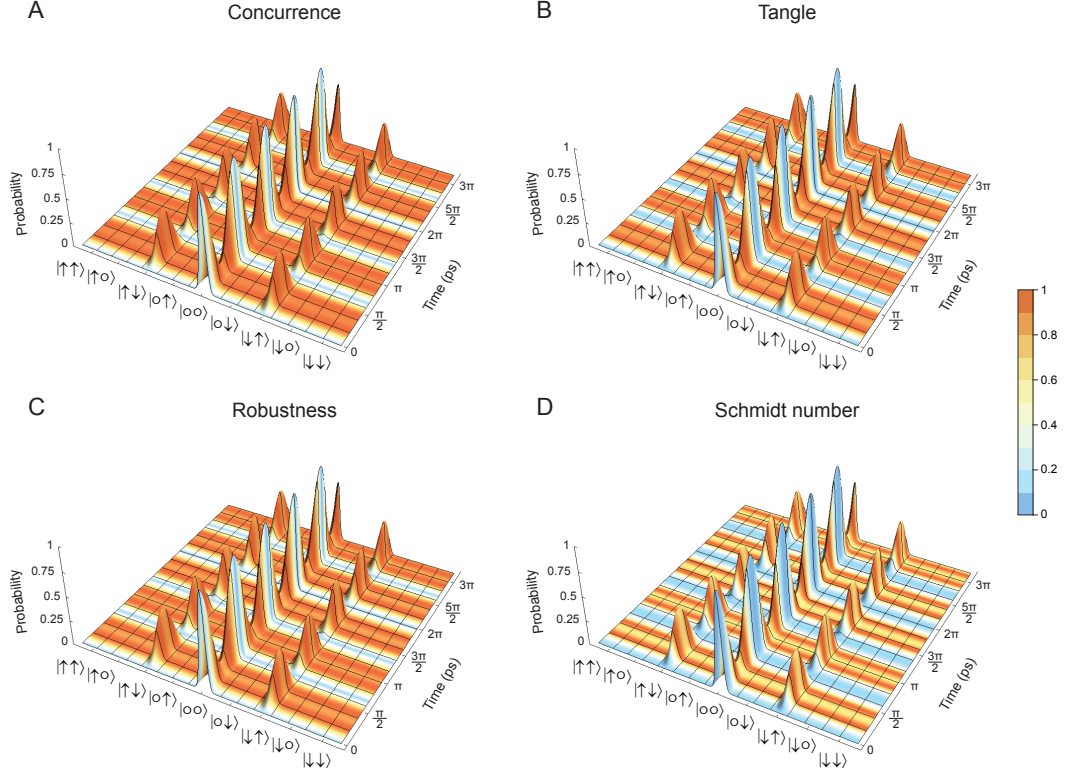 A
Concurrence
Probability
1
0.75
0.5
0.25
0
|↑↑⟩
|↑○⟩
|↑↓⟩
|○↑⟩
|○○⟩
|○↓⟩
|↓↑⟩
|↓○⟩
|↓↓⟩
0
π/2
π
3π/2
2π
5π/2
3π
Time (ps)
B
Tangle
Probability
1
0.75
0.5
0.25
0
|↑↑⟩
|↑○⟩
|↑↓⟩
|○↑⟩
|○○⟩
|○↓⟩
|↓↑⟩
|↓○⟩
|↓↓⟩
0
π/2
π
3π/2
2π
5π/2
3π
Time (ps)
1
0.8
0.6
0.4
0.2
0
C
Robustness
Probability
1
0.75
0.5
0.25
0
|↑↑⟩
|↑○⟩
|↑↓⟩
|○↑⟩
|○○⟩
|○↓⟩
|↓↑⟩
|↓○⟩
|↓↓⟩
0
π/2
π
3π/2
2π
5π/2
3π
Time (ps)
D
Schmidt number
Probability
1
0.75
0.5
0.25
0
|↑↑⟩
|↑○⟩
|↑↓⟩
|○↑⟩
|○○⟩
|○↓⟩
|↓↑⟩
|↓○⟩
|↓↓⟩
0
π/2
π
3π/2
2π
5π/2
3π
Time (ps)